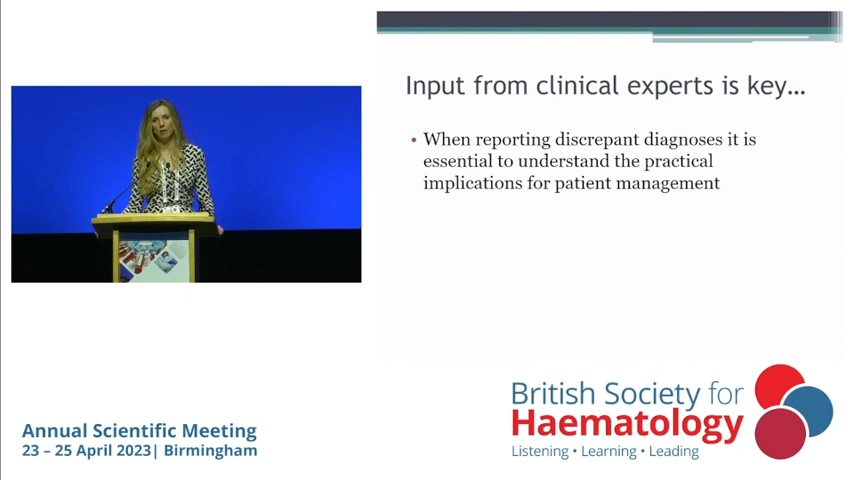 Input from clinical experts is key...
• When reporting discrepant diagnoses it is
essential to understand the practical
implications for patient management
Annual Scientific Meeting
23 – 25 April 2023| Birmingham
British Society for
Haematology
Listening • Learning • Leading